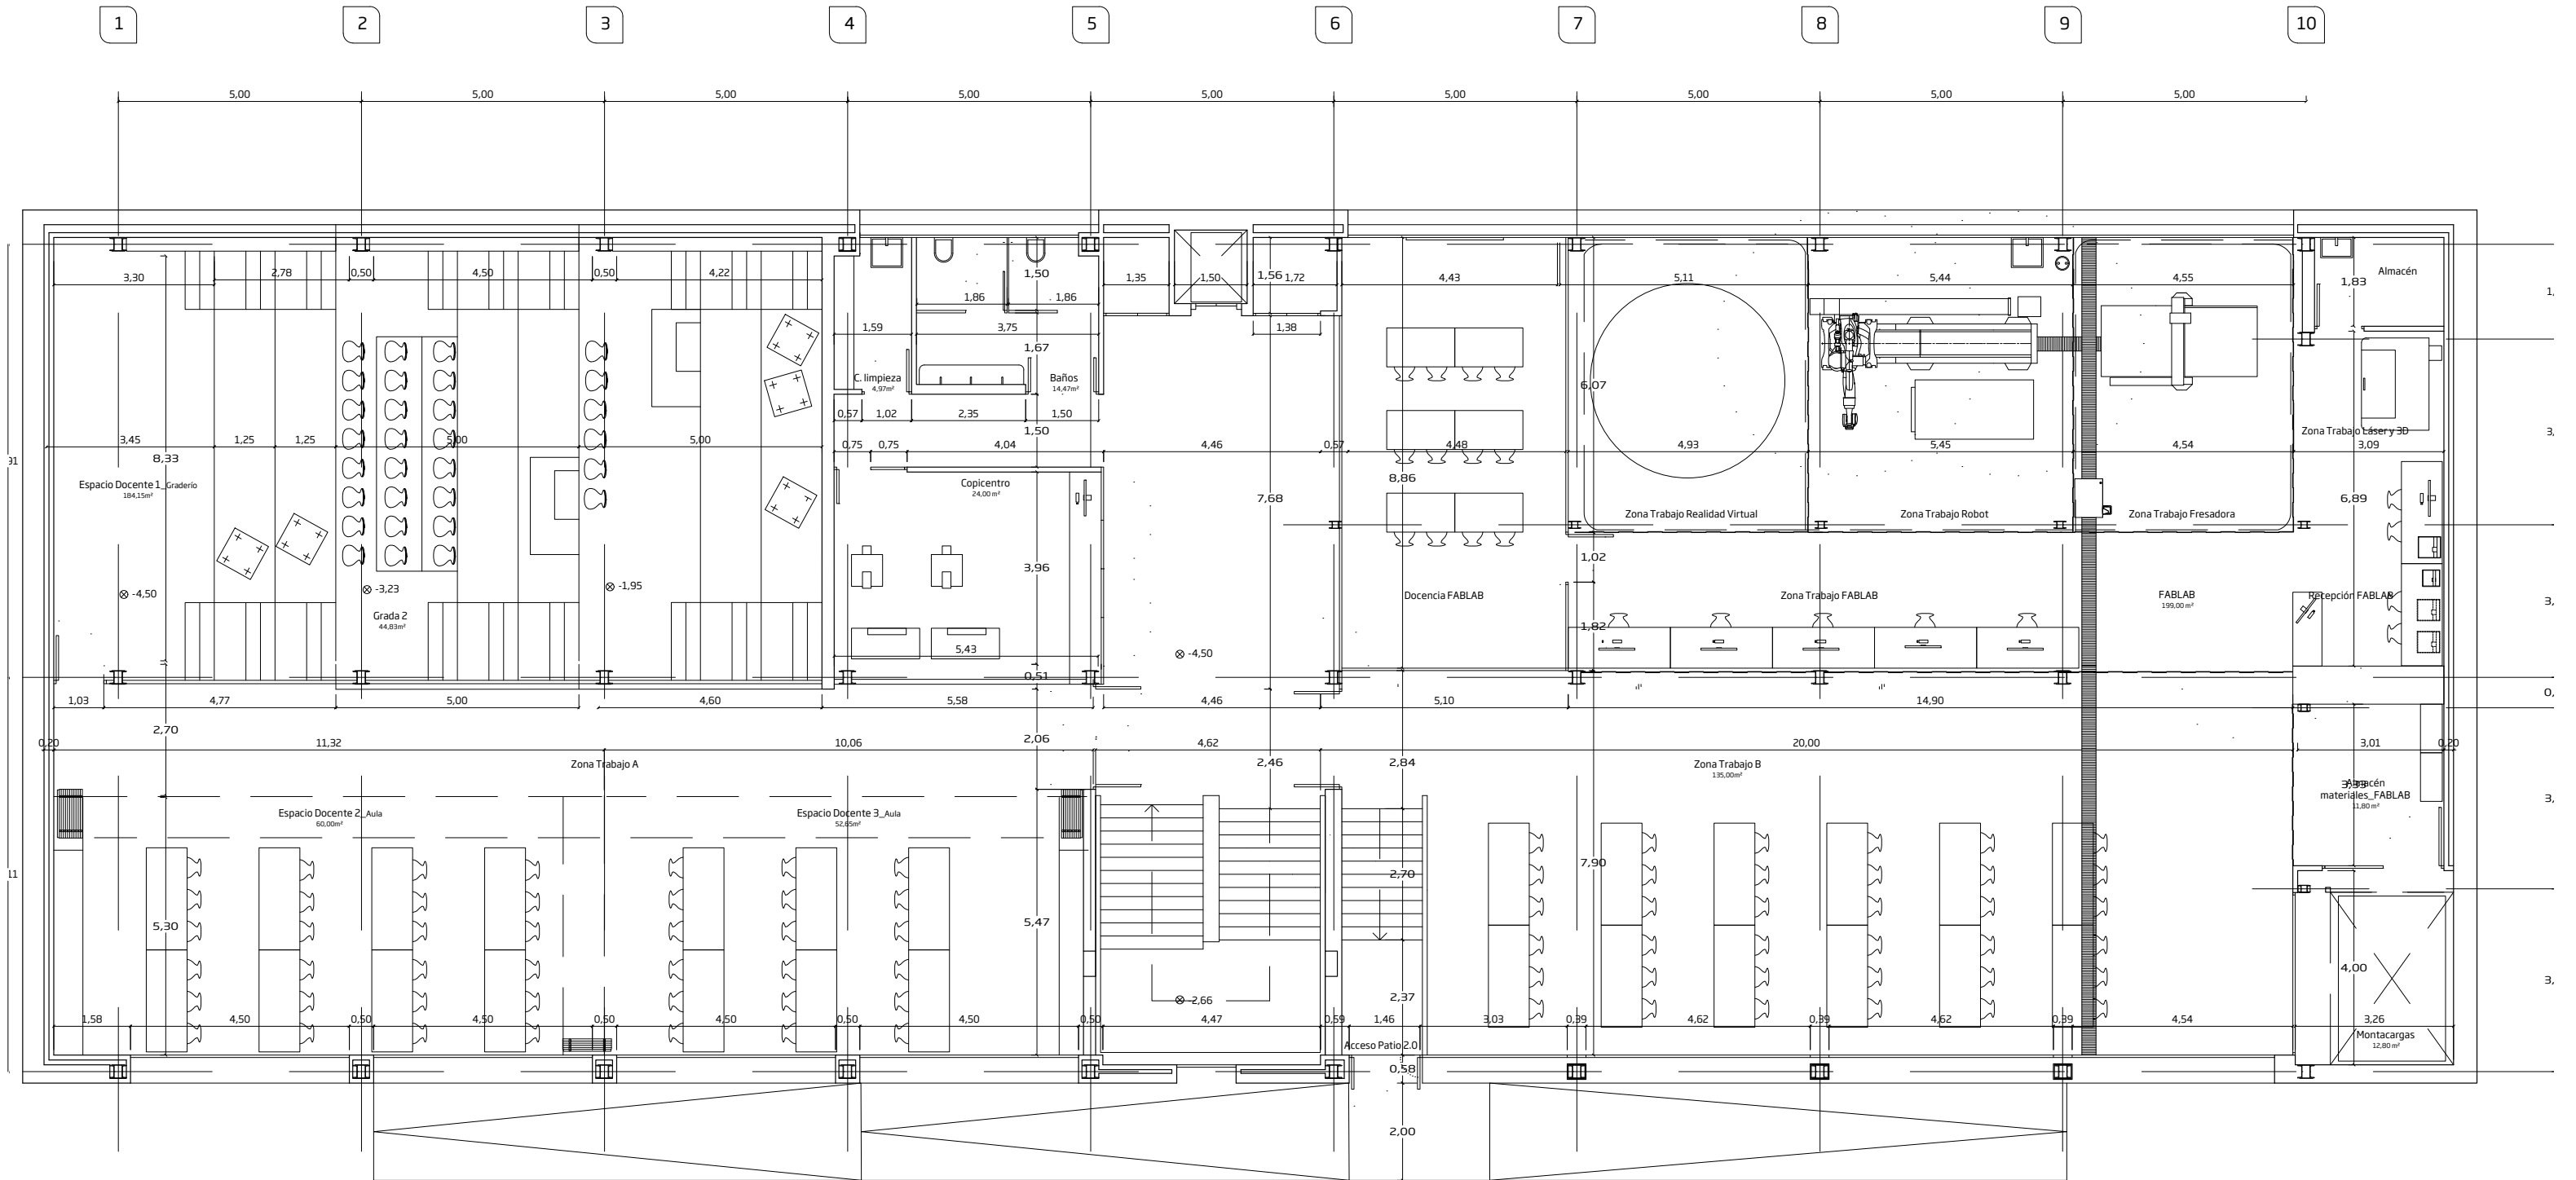 1 2 3 4 5 6 7 8 9 10
5,00 5,00 5,00 5,00 5,00 5,00 5,00 5,00 5,00
3,30 2,78 0,50 4,50 0,50 4,22
1,50
1,86 1,86
1,35 1,50 1,56 1,72
4,43 5,11 5,44 4,55
1,83
Almacén
1,59 3,75 1,38
1,67
C. limpieza
4,97m²
Baños
14,47m²
6,07
0,57 1,02 2,35 1,50
1,50
3,45 1,25 1,25 5,00 5,00
0,75 0,75 4,04 4,46 0,57 4,48 4,93 5,45 4,54 3,09
Zona Trabajo Láser y 3D
8,33
8,86
Espacio Docente 1_Graderío
184,15m²
Copicentro
24,00 m²
7,68
6,89
Zona Trabajo Realidad Virtual
Zona Trabajo Robot
Zona Trabajo Fresadora
1,02
3,96
-4,50
-3,23
-1,95
Grada 2
44,83m²
Docencia FABLAB
Zona Trabajo FABLAB
FABLAB
199,00 m²
Recepción FABLAB
1,82
5,43
-4,50
0,51
1,03 4,77 5,00 4,60 5,58 4,46 5,10 14,90
2,70
2,06
0,20 11,32 10,06 4,62 20,00 3,01 0,20
2,46
2,84
Zona Trabajo A
Zona Trabajo B
135,00m²
3,33
Almacén
materiales_FABLAB
11,80 m²
Espacio Docente 2_Aula
60,00m²
Espacio Docente 3_Aula
52,65m²
7,90
2,70
5,30
5,47
4,00
2,37
-2,66
1,58 4,50 0,50 4,50 0,50 4,50 0,50 4,50 0,50 4,47 0,59 1,46 3,03 0,39 4,62 0,39 4,62 0,39 4,54 3,26
Acceso Patio 2.0
Montacargas
12,80 m²
0,58
2,00